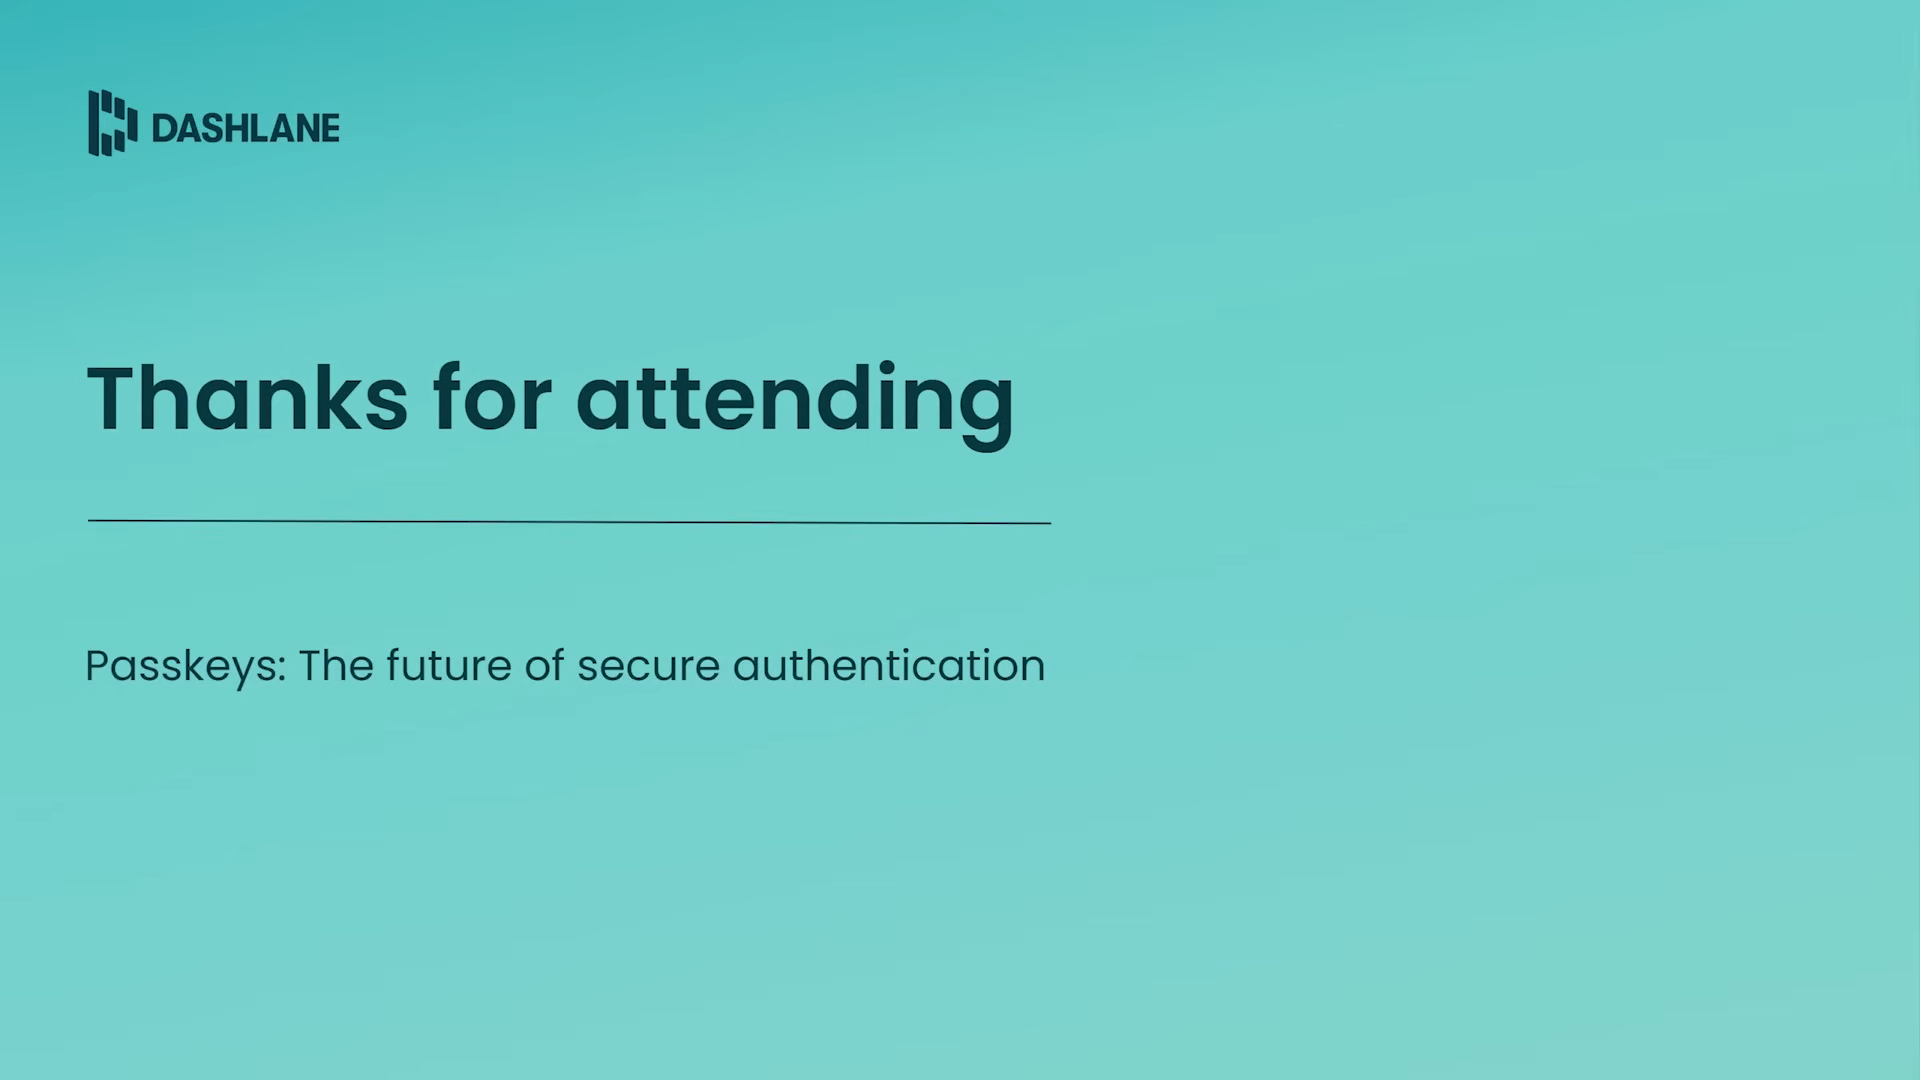 DASHLANE
Thanks for attending
Passkeys: The future of secure authentication